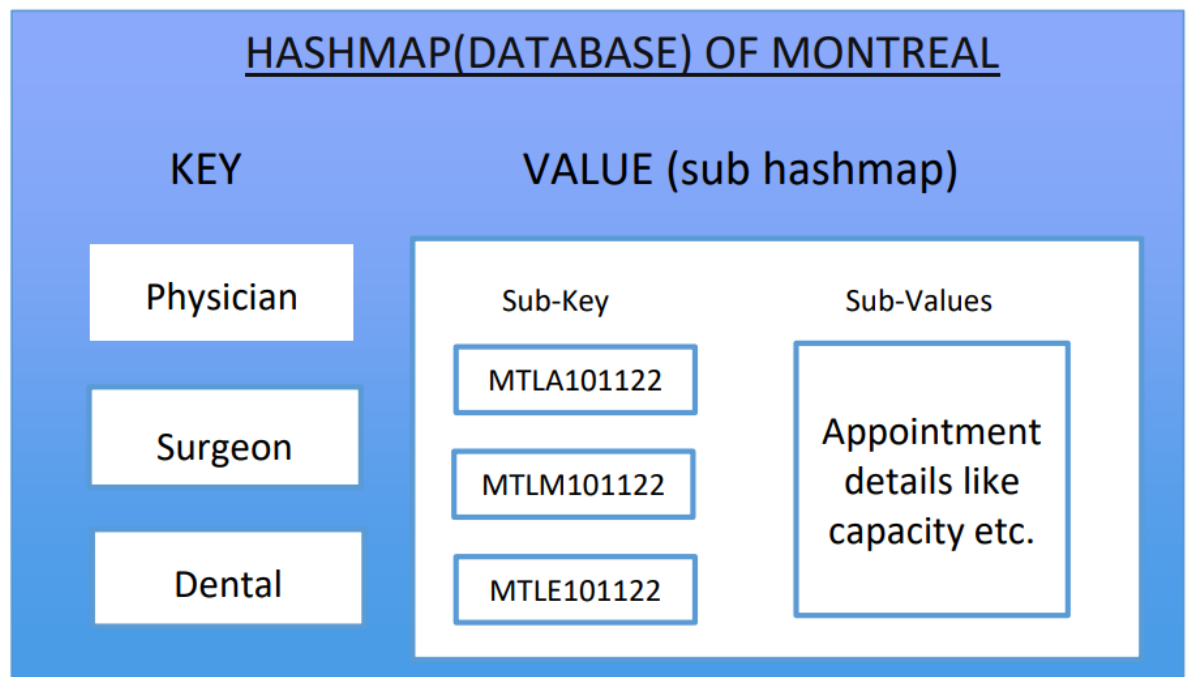 HASHMAP(DATABASE) OF MONTREAL
KEY
VALUE (sub hashmap)
Physician
Surgeon
Dental
Sub-Key
Sub-Values
MTLA101122
MTLM101122
MTLE101122
Appointment
details like
capacity etc.